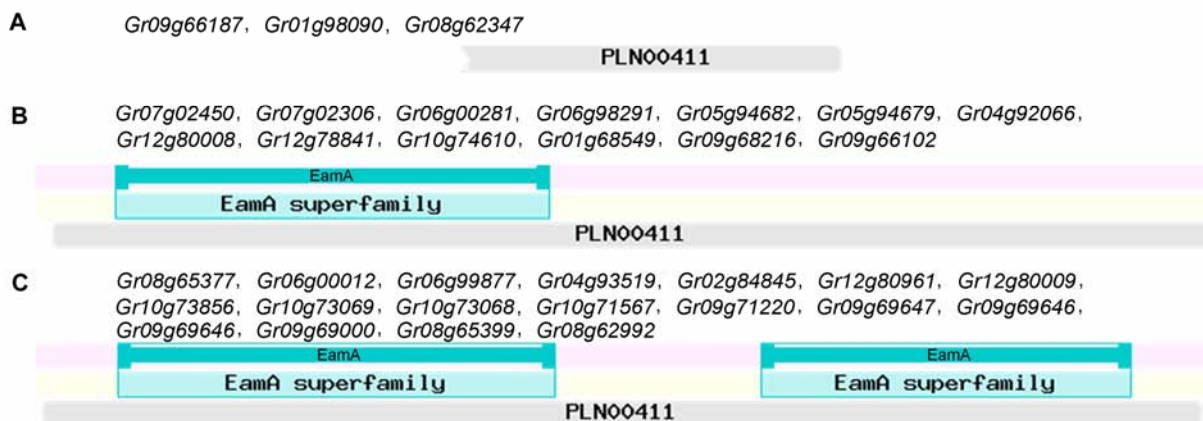 A
Gr09g66187, Gr01g98090, Gr08g62347
PLN00411
B
Gr07g02450, Gr07g02306, Gr06g00281, Gr06g98291, Gr05g94682, Gr05g94679, Gr04g92066,
Gr12g80008, Gr12g78841, Gr10g74610, Gr01g68549, Gr09g68216, Gr09g66102
EamA
EamA superfamily
PLN00411
C
Gr08g65377, Gr06g00012, Gr06g99877, Gr04g93519, Gr02g84845, Gr12g80961, Gr12g80009,
Gr10g73856, Gr10g73069, Gr10g73068, Gr10g71567, Gr09g71220, Gr09g69647, Gr09g69646,
Gr09g69646, Gr09g69000, Gr08g65399, Gr08g62992
EamA EamA
EamA superfamily EamA superfamily
PLN00411